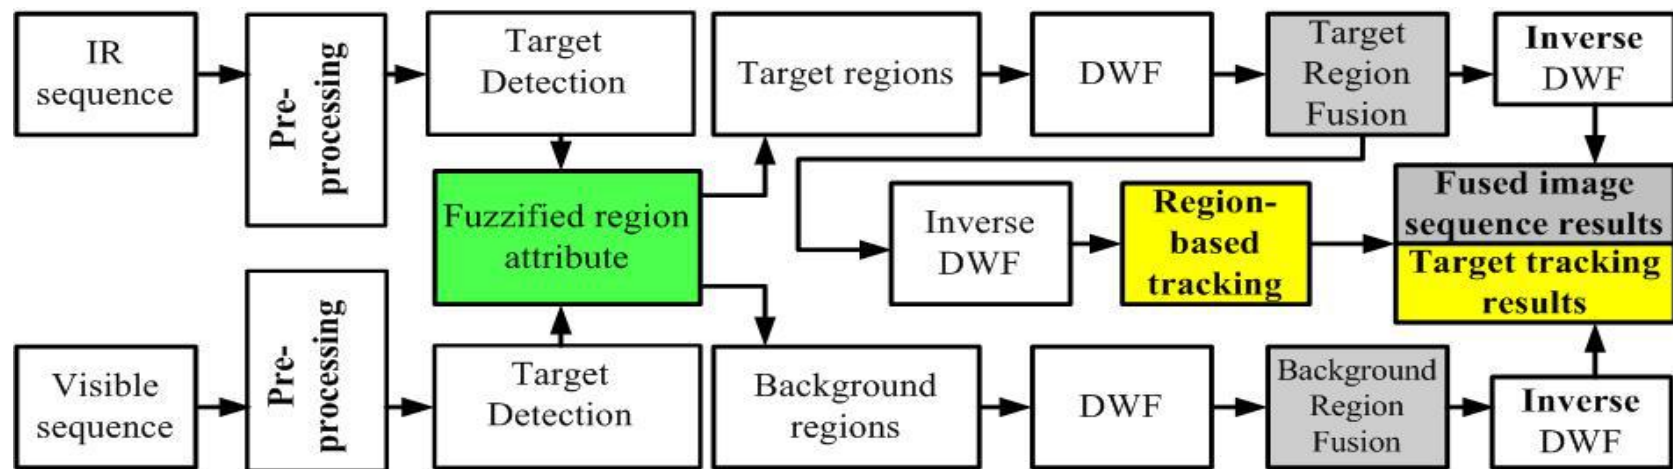 IR
sequence
Pre-
processing
Target
Detection
Target regions
DWF
Target
Region
Fusion
Inverse
DWF
Fuzzified region
attribute
Inverse
DWF
Region-
based
tracking
Fused image
sequence results
Target tracking
results
Visible
sequence
Pre-
processing
Target
Detection
Background
regions
DWF
Background
Region
Fusion
Inverse
DWF